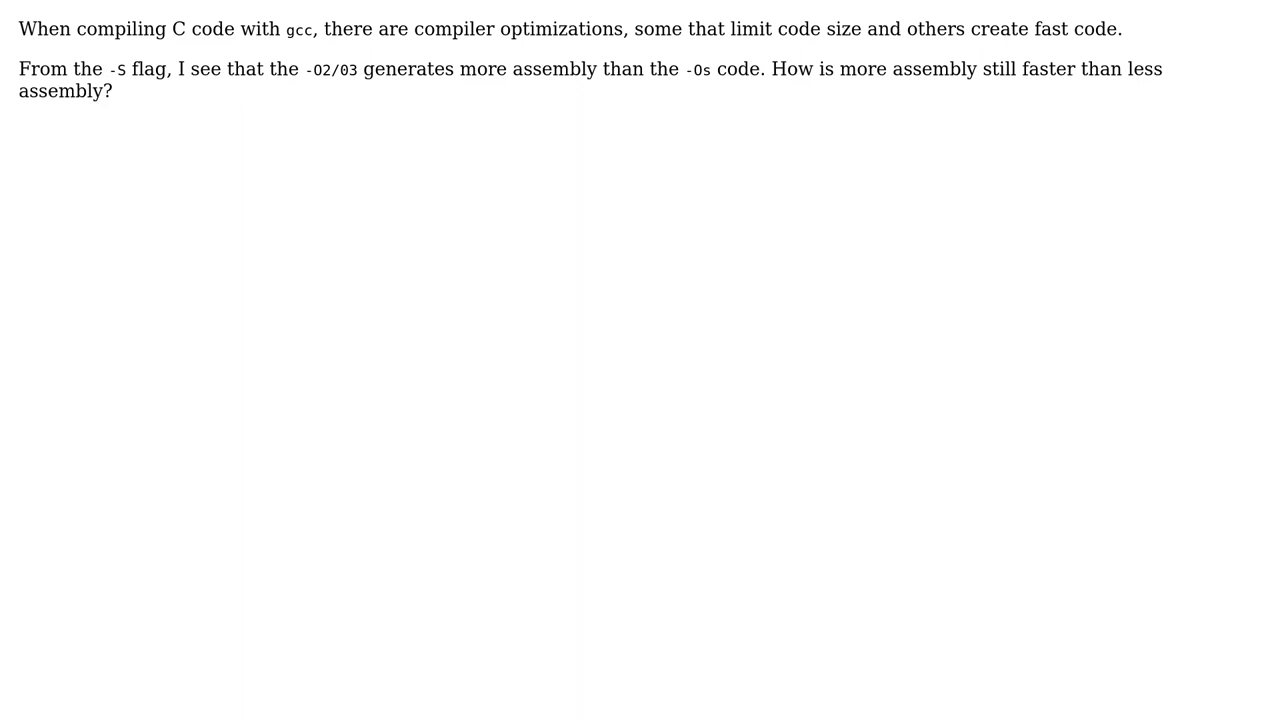 When compiling C code with gcc, there are compiler optimizations, some that limit code size and others create fast code.
From the -S flag, I see that the -O2/03 generates more assembly than the -Os code. How is more assembly still faster than less
assembly?